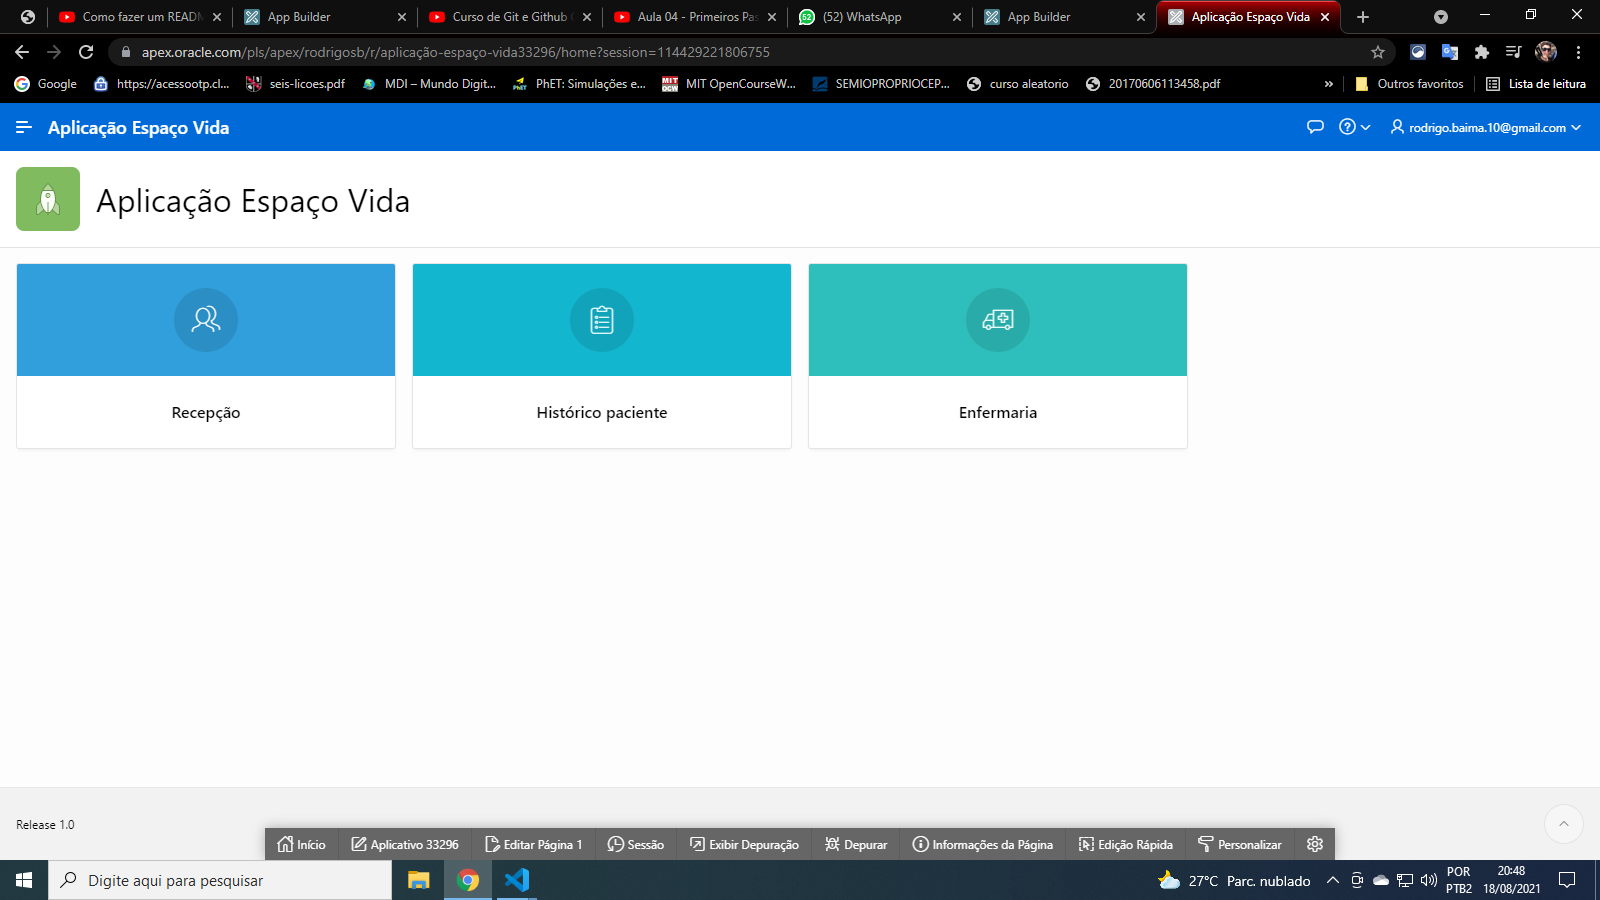 Como fazer um READM
App Builder
Curso de Git e Github
Aula 04 - Primeiros Pas
(52) WhatsApp
App Builder
Aplicação Espaço Vida
apex.oracle.com/pls/apex/rodrigosb/r/aplicação-espaço-vida33296/home?session=114429221806755
Google
https://acessootp.cl...
seis-licoes.pdf
MDI – Mundo Digit...
PhET: Simulações e...
MIT OpenCourseW...
SEMIOPROPRIOCEP...
curso aleatorio
20170606113458.pdf
»
Outros favoritos
Lista de leitura
Aplicação Espaço Vida
rodrigo.baima.10@gmail.com
Aplicação Espaço Vida
Recepção
Histórico paciente
Enfermaria
Release 1.0
Início
Aplicativo 33296
Editar Página 1
Sessão
Exibir Depuração
Depurar
Informações da Página
Edição Rápida
Personalizar
Digite aqui para pesquisar
27°C Parc. nublado
POR
PTB2
20:48
18/08/2021